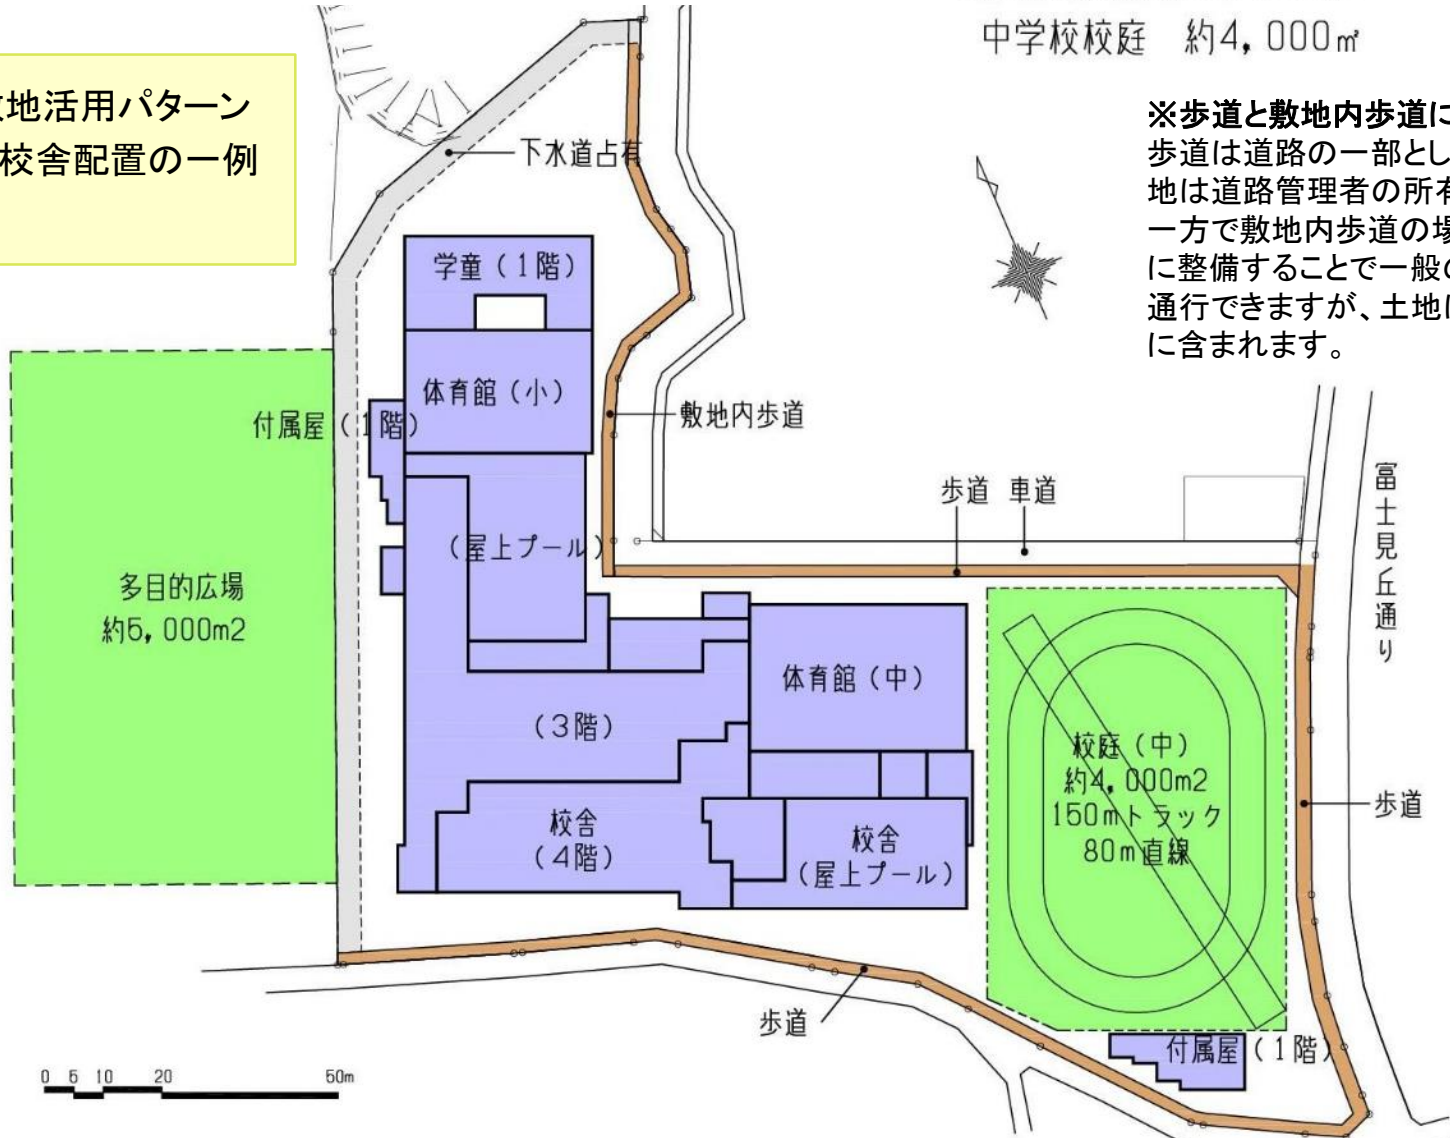 中学校校庭 約4,000㎡
敷地活用パターン
校舎配置の一例
※歩道と敷地内歩道に
歩道は道路の一部とし
地は道路管理者の所有
一方で敷地内歩道の場
に整備することで一般の
通行できますが、土地は
に含まれます。
下水道占有
学童(1階)
体育館(小)
付属屋(1階)
敷地内歩道
歩道 車道
富士見丘通り
(屋上プール)
多目的広場
約5,000m2
体育館(中)
(3階)
校庭(中)
約4,000m2
150mトラック
80m直線
歩道
校舎
(4階)
校舎
(屋上プール)
歩道
付属屋(1階)
0 5 10 20 50m